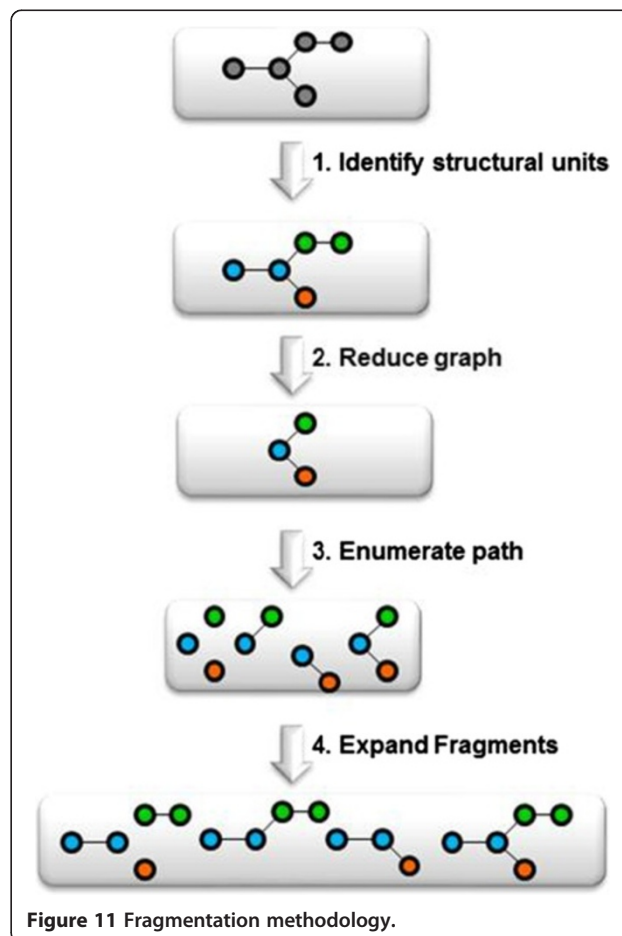 1. Identify structural units
2. Reduce graph
3. Enumerate path
4. Expand Fragments
Figure 11 Fragmentation methodology.